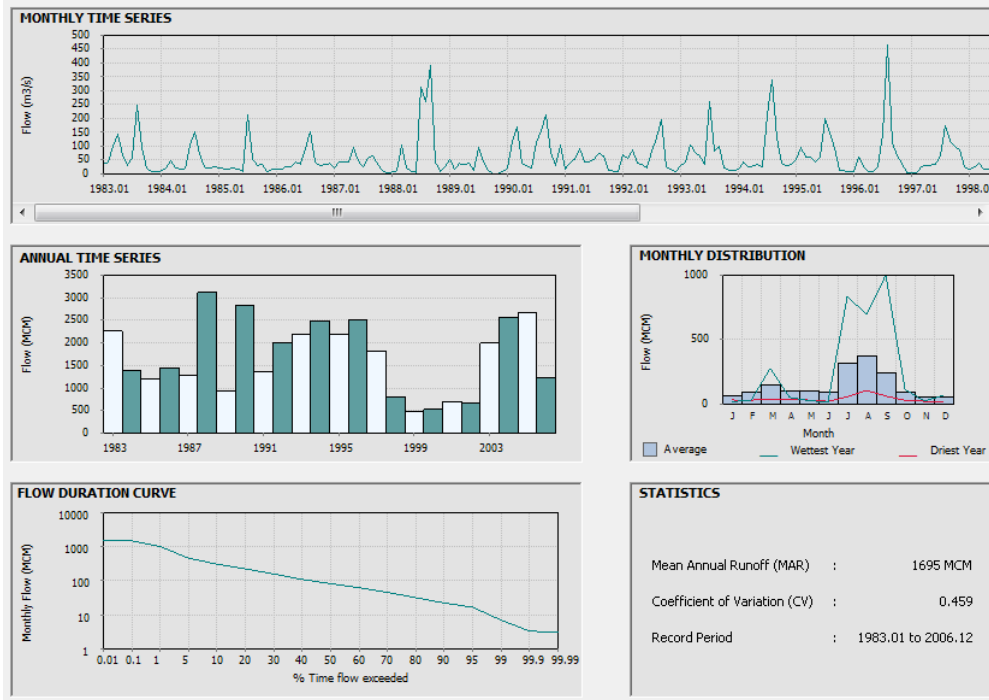 MONTHLY TIME SERIES
500
450
400
350
300
250
200
150
100
50
0
Flow (m3/s)
1983.01 1984.01 1985.01 1986.01 1987.01 1988.01 1989.01 1990.01 1991.01 1992.01 1993.01 1994.01 1995.01 1996.01 1997.01 1998.0
ANNUAL TIME SERIES
3500
3000
2500
2000
1500
1000
500
0
Flow (MCM)
1983 1987 1991 1995 1999 2003
MONTHLY DISTRIBUTION
1000
500
0
Flow (MCM)
J F M A M J J A S O N D
Month
Average Wettest Year Driest Year
FLOW DURATION CURVE
10000
1000
100
10
1
Monthly Flow (MCM)
0.01 0.1 1 5 10 20 30 40 50 60 70 80 90 95 99 99.9 99.99
% Time flow exceeded
STATISTICS
Mean Annual Runoff (MAR) : 1695 MCM
Coefficient of Variation (CV) : 0.459
Record Period : 1983.01 to 2006.12